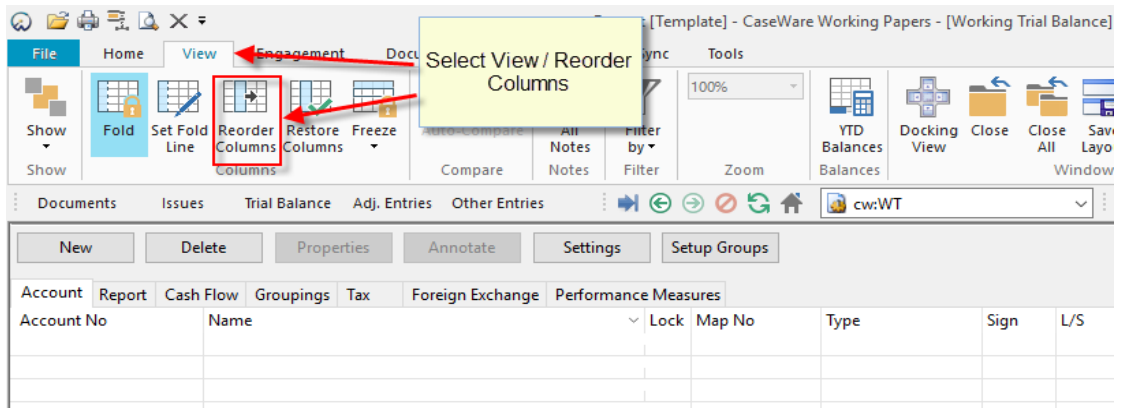 [Template] - CaseWare Working Papers - [Working Trial Balance]
File Home View Engagement Sync Tools
Select View / Reorder
Columns
100%
Show Fold Set Fold Line Reorder Columns Restore Columns Freeze Auto-Compare All Notes Filter by YTD Balances Docking View Close Close All
Show Columns Compare Notes Filter Zoom Balances Window
Documents Issues Trial Balance Adj. Entries Other Entries cw:WT
New Delete Properties Annotate Settings Setup Groups
Account Report Cash Flow Groupings Tax Foreign Exchange Performance Measures
Account No Name Lock Map No Type Sign L/S